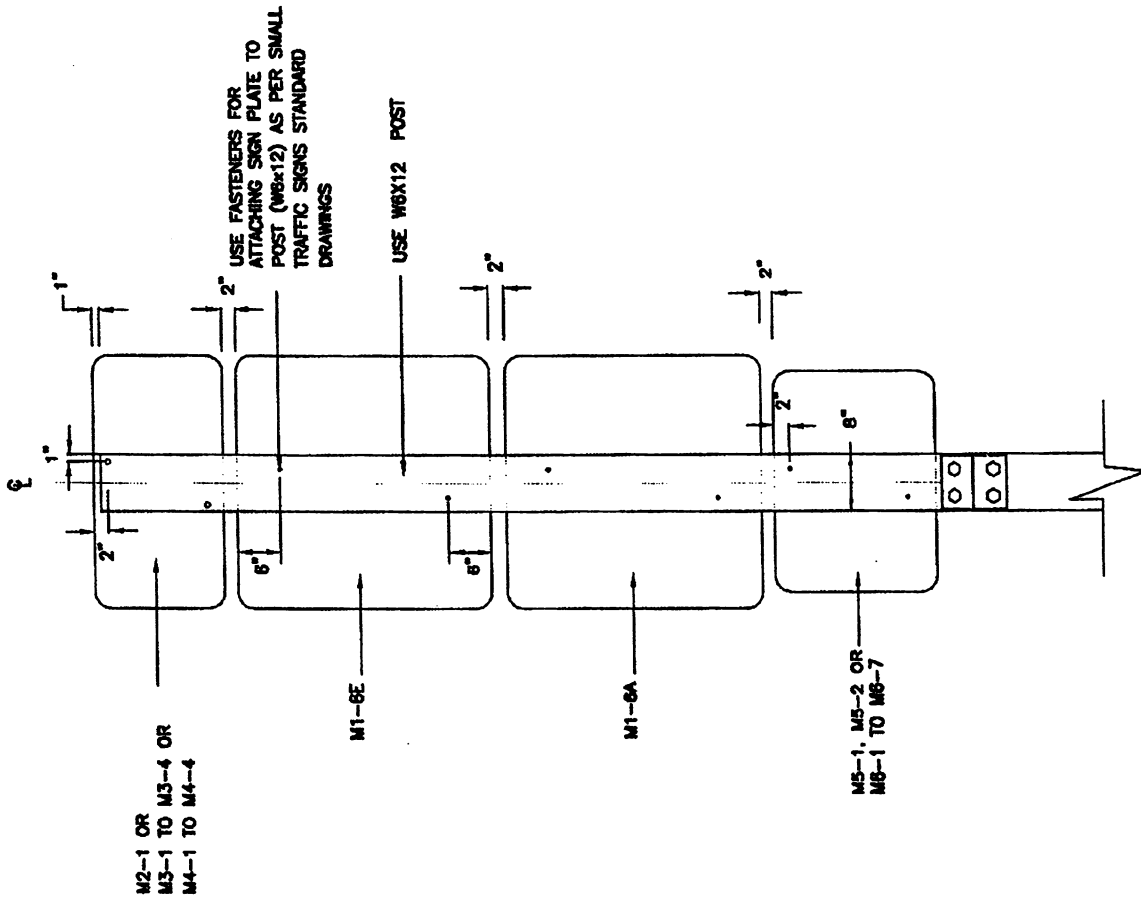 ℄
1"
1"
2"
2"
USE FASTENERS FOR
ATTACHING SIGN PLATE TO
POST (W6x12) AS PER SMALL
TRAFFIC SIGNS STANDARD
DRAWINGS
USE W6X12 POST
M2-1 OR
M3-1 TO M3-4 OR
M4-1 TO M4-4
6"
M1-6E
6"
2"
M1-6A
2"
2"
8"
M5-1, M5-2 OR
M6-1 TO M6-7